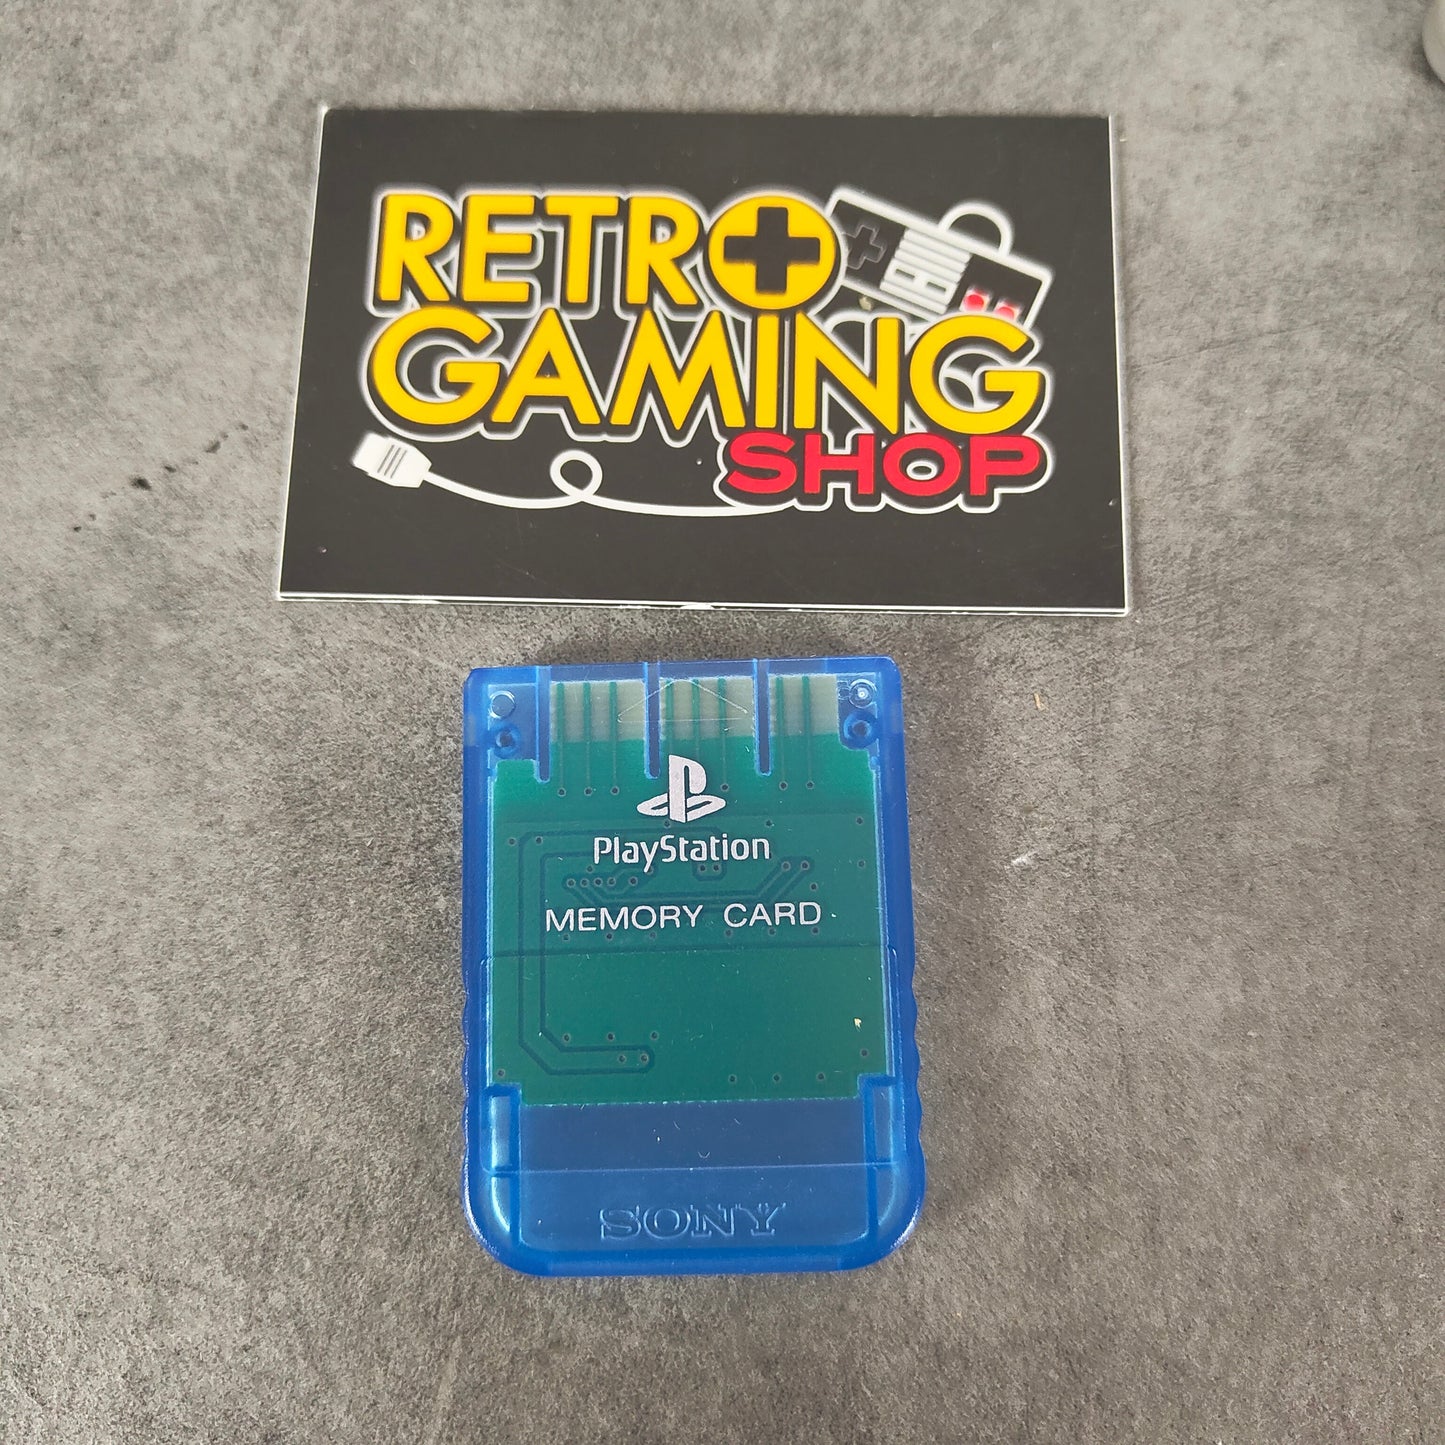 RETRO
GAMING
SHOP
PlayStation
MEMORY CARD
SONY